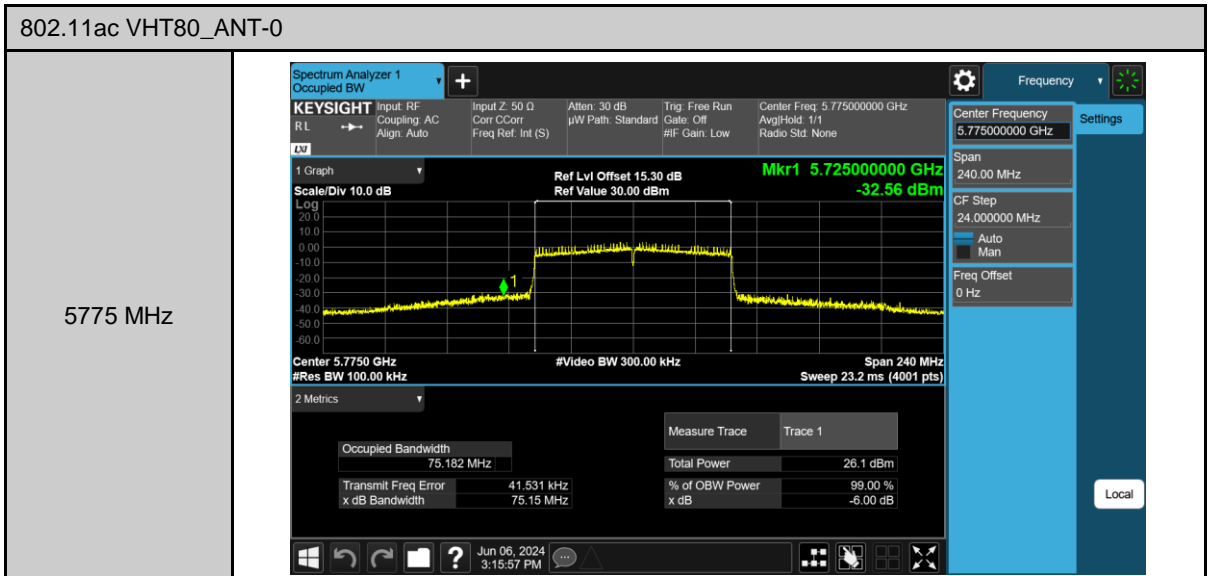 802.11ac VHT80_ANT-0
5775 MHz
Spectrum Analyzer 1
Occupied BW
+
Frequency
KEYSIGHT
RL
LXI
Input: RF
Coupling: AC
Align: Auto
Input Z: 50 Ω
Corr CCorr
Freq Ref: Int (S)
Atten: 30 dB
µW Path: Standard
Trig: Free Run
Gate: Off
#IF Gain: Low
Center Freq: 5.775000000 GHz
Avg|Hold: 1/1
Radio Std: None
1 Graph
Scale/Div 10.0 dB
Ref Lvl Offset 15.30 dB
Ref Value 30.00 dBm
Mkr1 5.725000000 GHz
-32.56 dBm
Log
20.0
10.0
0.00
-10.0
-20.0
-30.0
-40.0
-50.0
-60.0
1
Center 5.7750 GHz
#Res BW 100.00 kHz
#Video BW 300.00 kHz
Span 240 MHz
Sweep 23.2 ms (4001 pts)
2 Metrics
Measure Trace Trace 1
Occupied Bandwidth
75.182 MHz
Total Power 26.1 dBm
Transmit Freq Error 41.531 kHz
% of OBW Power 99.00 %
x dB Bandwidth 75.15 MHz
x dB -6.00 dB
Center Frequency
5.775000000 GHz
Settings
Span
240.00 MHz
CF Step
24.000000 MHz
Auto
Man
Freq Offset
0 Hz
Local
?
Jun 06, 2024
3:15:57 PM